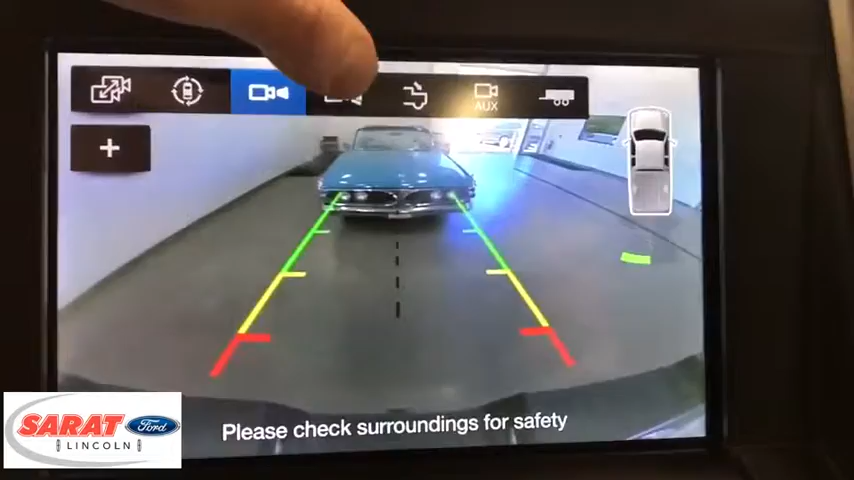 AUX
Please check surroundings for safety
SARAT
Ford
LINCOLN